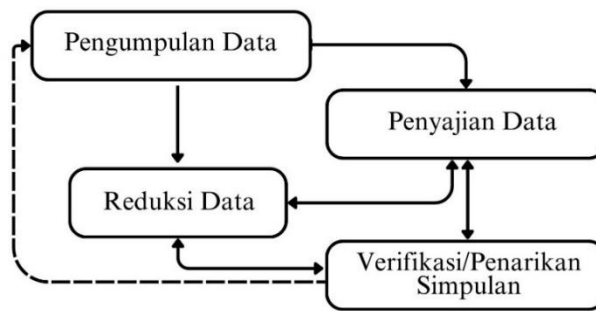 Pengumpulan Data
Penyajian Data
Reduksi Data
Verifikasi/Penarikan
Simpulan